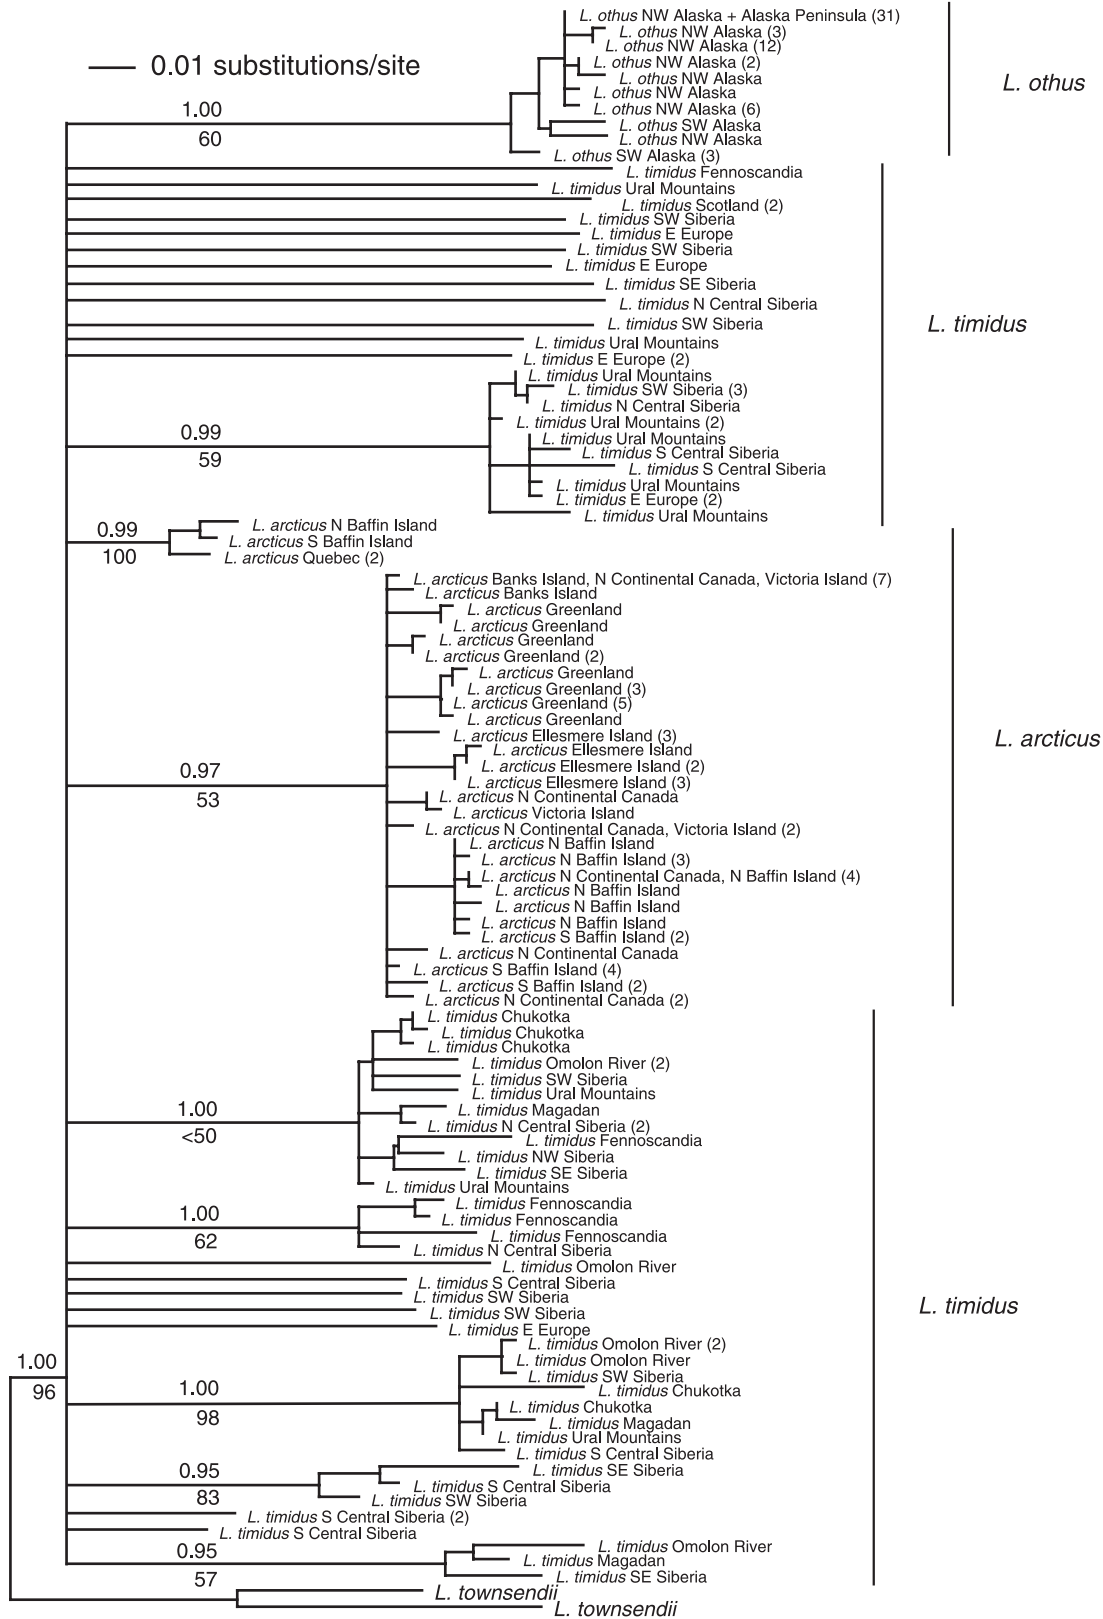 L. othus NW Alaska + Alaska Peninsula (31)
L. othus NW Alaska (3)
L. othus NW Alaska (12)
0.01 substitutions/site
L. othus NW Alaska (2)
L. othus NW Alaska
L. othus
L. othus NW Alaska
1.00
L. othus NW Alaska (6)
L. othus SW Alaska
60
L. othus NW Alaska
L. othus SW Alaska (3)
L. timidus Fennoscandia
L. timidus Ural Mountains
L. timidus Scotland (2)
L. timidus SW Siberia
L. timidus E Europe
L. timidus SW Siberia
L. timidus E Europe
L. timidus SE Siberia
L. timidus N Central Siberia
L. timidus SW Siberia
L. timidus
L. timidus Ural Mountains
L. timidus E Europe (2)
L. timidus Ural Mountains
L. timidus SW Siberia (3)
L. timidus N Central Siberia
L. timidus Ural Mountains (2)
0.99
L. timidus Ural Mountains
L. timidus S Central Siberia
59
L. timidus S Central Siberia
L. timidus Ural Mountains
L. timidus E Europe (2)
L. timidus Ural Mountains
0.99
L. arcticus N Baffin Island
L. arcticus S Baffin Island
100
L. arcticus Quebec (2)
L. arcticus Banks Island, N Continental Canada, Victoria Island (7)
L. arcticus Banks Island
L. arcticus Greenland
L. arcticus Greenland
L. arcticus Greenland
L. arcticus Greenland (2)
L. arcticus Greenland
L. arcticus Greenland (3)
L. arcticus Greenland (5)
L. arcticus Greenland
L. arcticus Ellesmere Island (3)
L. arcticus
L. arcticus Ellesmere Island
L. arcticus Ellesmere Island (2)
0.97
L. arcticus Ellesmere Island (3)
53
L. arcticus N Continental Canada
L. arcticus Victoria Island
L. arcticus N Continental Canada, Victoria Island (2)
L. arcticus N Baffin Island
L. arcticus N Baffin Island (3)
L. arcticus N Continental Canada, N Baffin Island (4)
L. arcticus N Baffin Island
L. arcticus N Baffin Island
L. arcticus N Baffin Island
L. arcticus S Baffin Island (2)
L. arcticus N Continental Canada
L. arcticus S Baffin Island (4)
L. arcticus S Baffin Island (2)
L. arcticus N Continental Canada (2)
L. timidus Chukotka
L. timidus Chukotka
L. timidus Chukotka
L. timidus Omolon River (2)
L. timidus SW Siberia
L. timidus Ural Mountains
1.00
L. timidus Magadan
L. timidus N Central Siberia (2)
<50
L. timidus Fennoscandia
L. timidus NW Siberia
L. timidus SE Siberia
L. timidus Ural Mountains
L. timidus Fennoscandia
1.00
L. timidus Fennoscandia
L. timidus Fennoscandia
62
L. timidus N Central Siberia
L. timidus Omolon River
L. timidus S Central Siberia
L. timidus SW Siberia
L. timidus
L. timidus SW Siberia
L. timidus E Europe
L. timidus Omolon River (2)
1.00
L. timidus Omolon River
L. timidus SW Siberia
96
1.00
L. timidus Chukotka
L. timidus Chukotka
98
L. timidus Magadan
L. timidus Ural Mountains
L. timidus S Central Siberia
0.95
L. timidus SE Siberia
L. timidus S Central Siberia
83
L. timidus SW Siberia
L. timidus S Central Siberia (2)
L. timidus S Central Siberia
0.95
L. timidus Omolon River
L. timidus Magadan
57
L. timidus SE Siberia
L. townsendii
L. townsendii